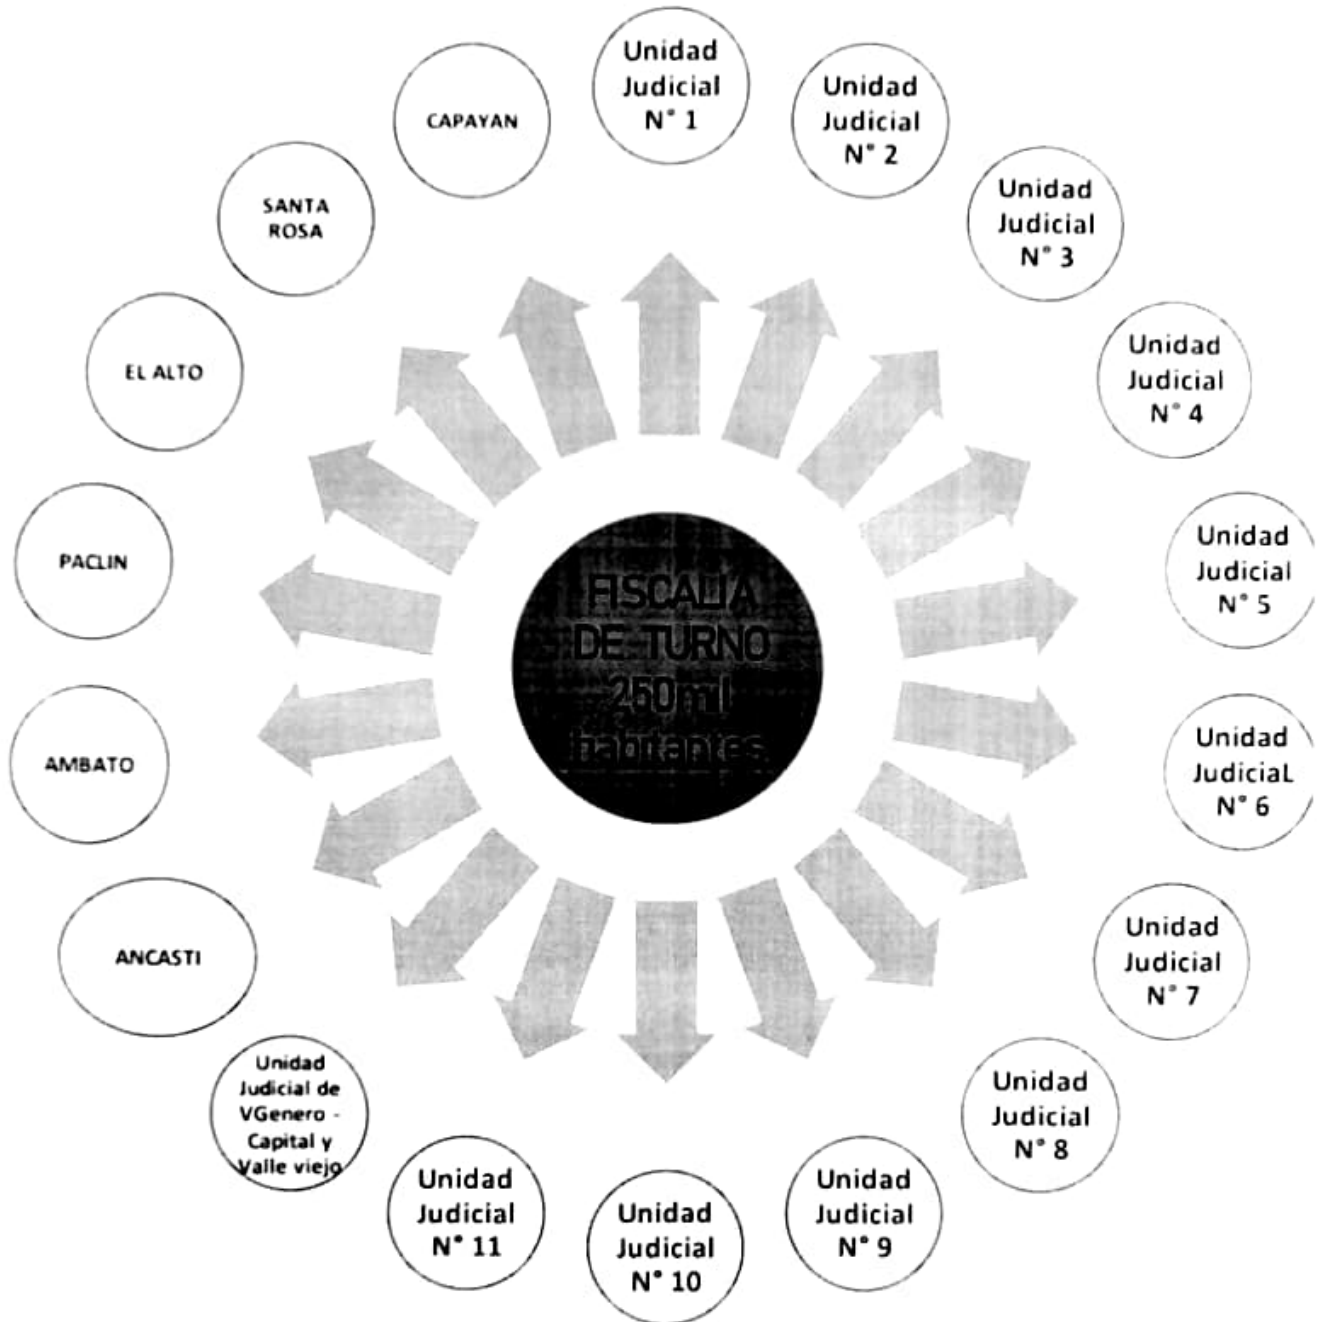 Unidad
Judicial
N° 1
Unidad
Judicial
N° 2
Unidad
Judicial
N° 3
Unidad
Judicial
N° 4
Unidad
Judicial
N° 5
Unidad
JudiciaL
N° 6
Unidad
Judicial
N° 7
Unidad
Judicial
N° 8
Unidad
Judicial
N° 9
Unidad
Judicial
N° 10
Unidad
Judicial
N° 11
Unidad
Judicial de
VGenero -
Capital y
Valle viejo
ANCASTI
AMBATO
PACLIN
EL ALTO
SANTA
ROSA
CAPAYAN
FISCALIA
DE TURNO
250mil
habitantes.